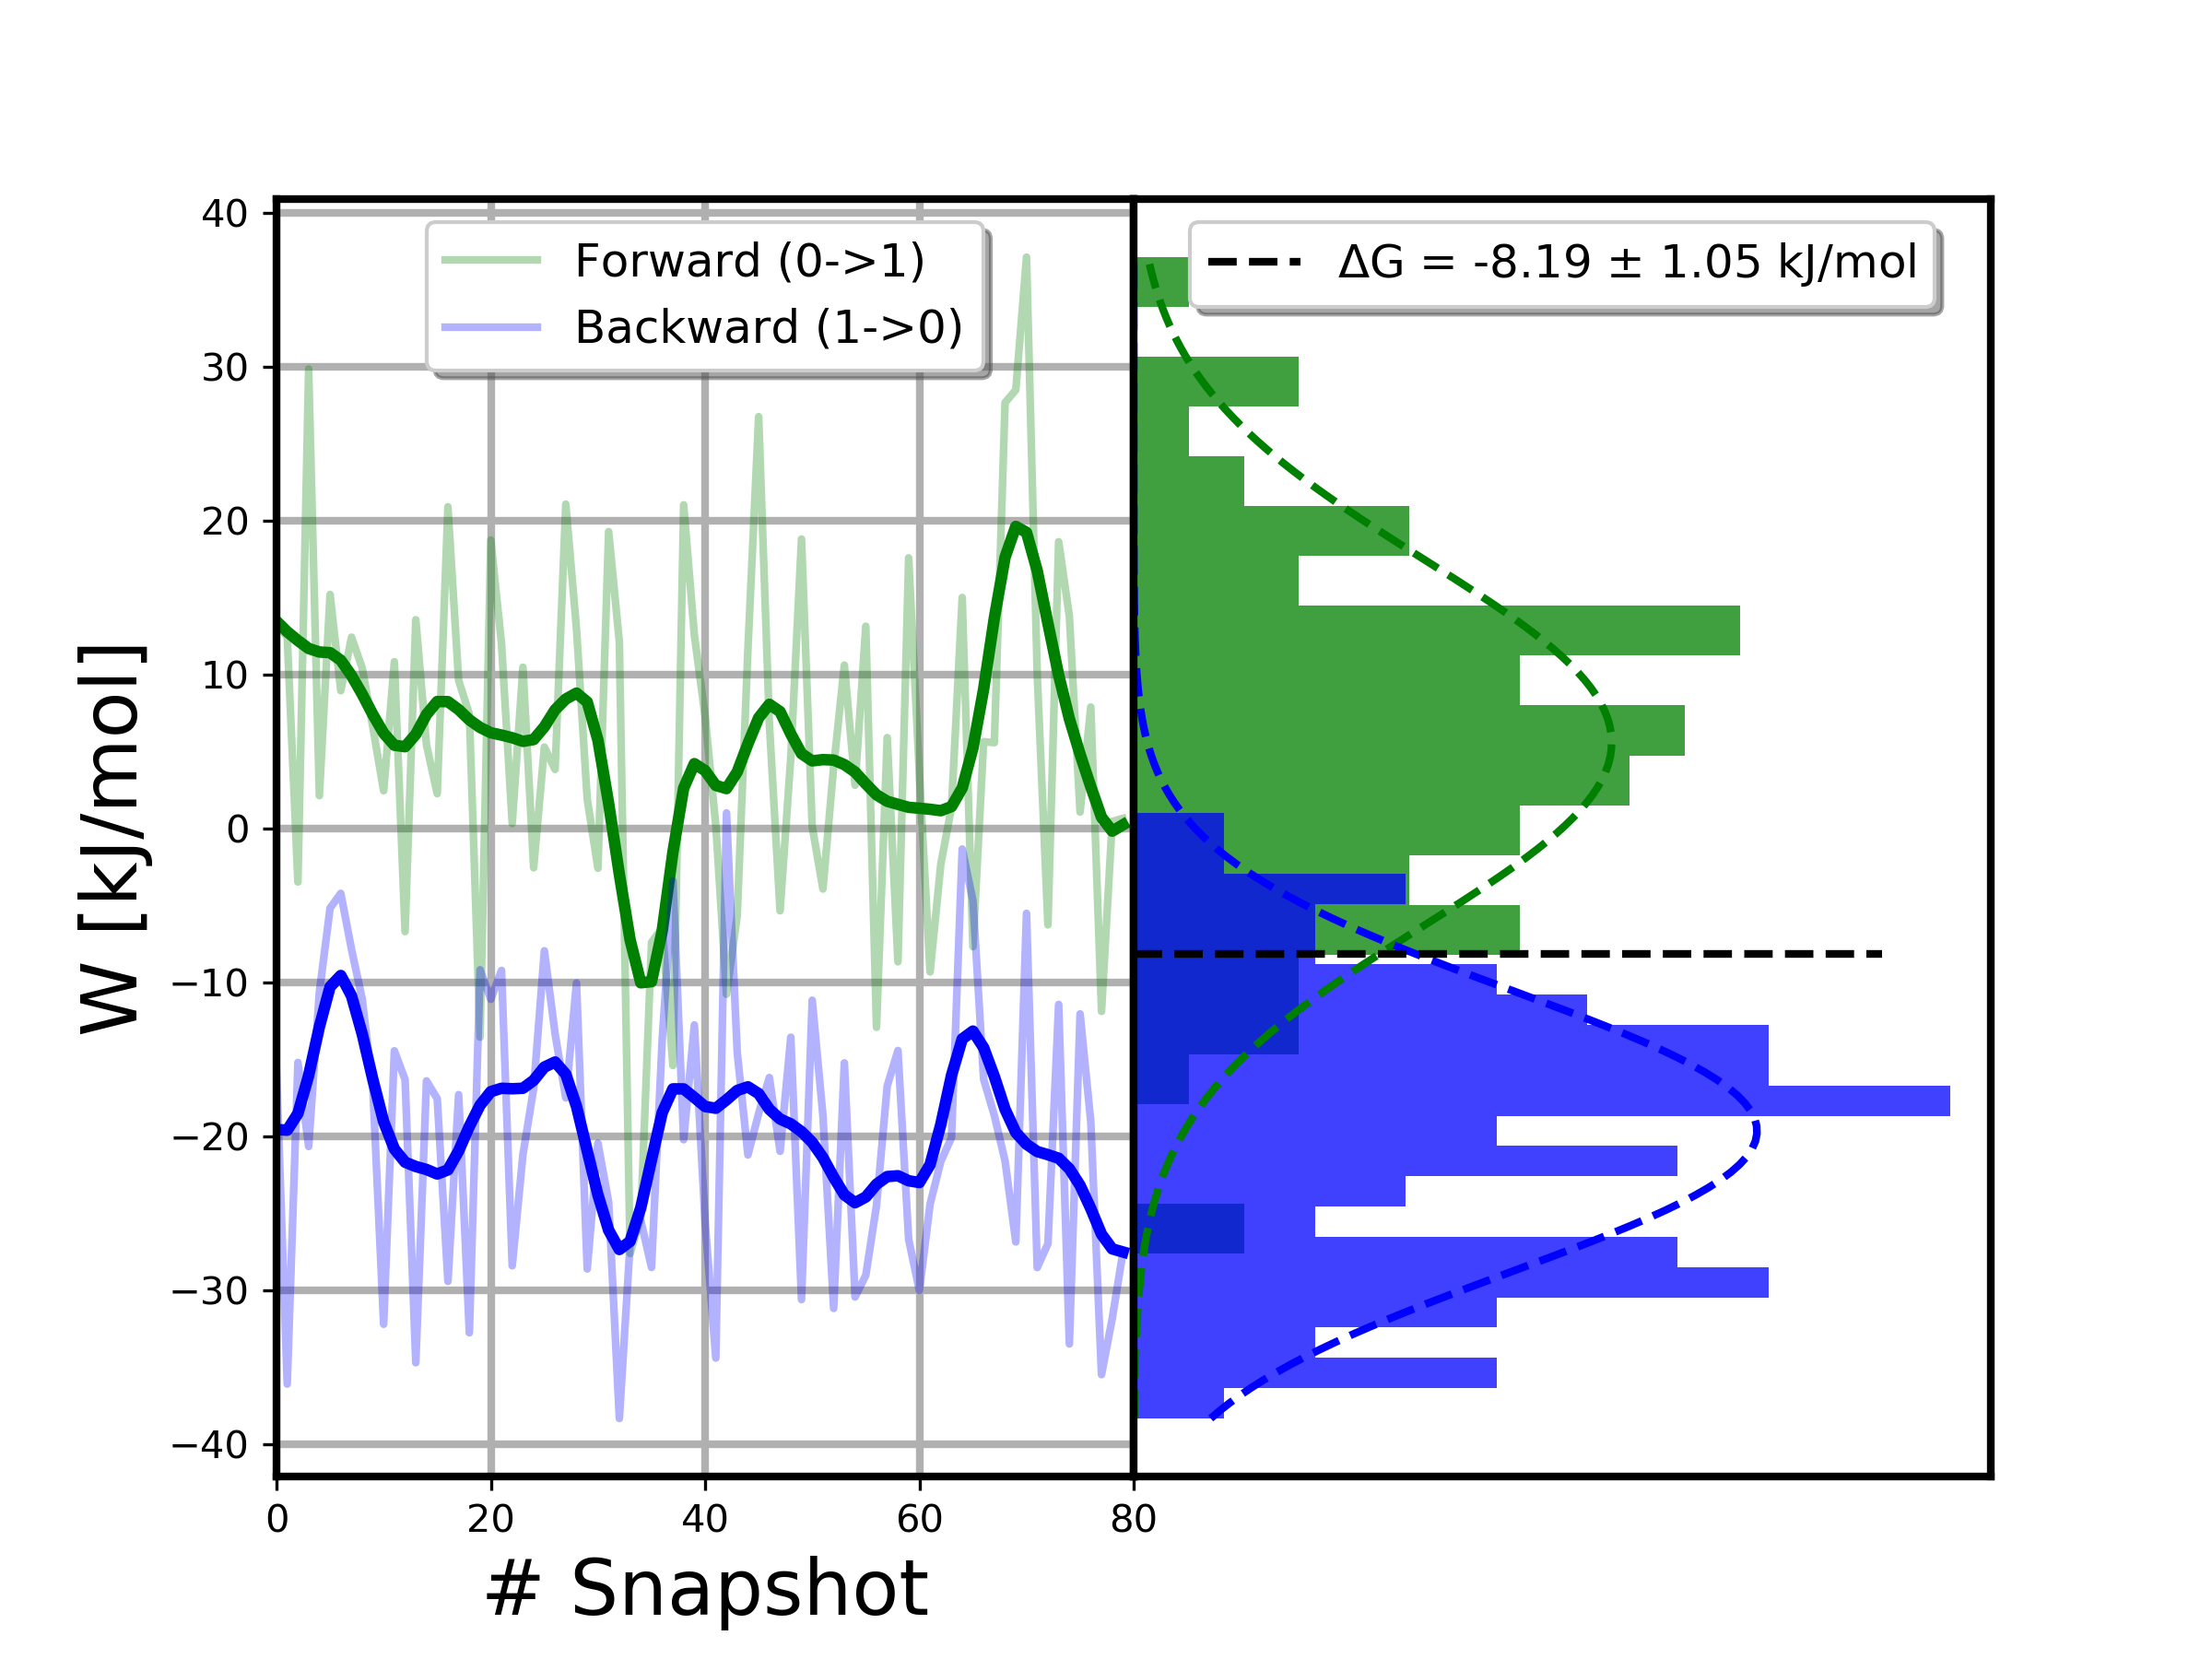 40
30
20
10
0
−10
−20
−30
−40
W [kJ/mol]
Forward (0->1)
Backward (1->0)
ΔG = -8.19 ± 1.05 kJ/mol
0 20 40 60 80
# Snapshot